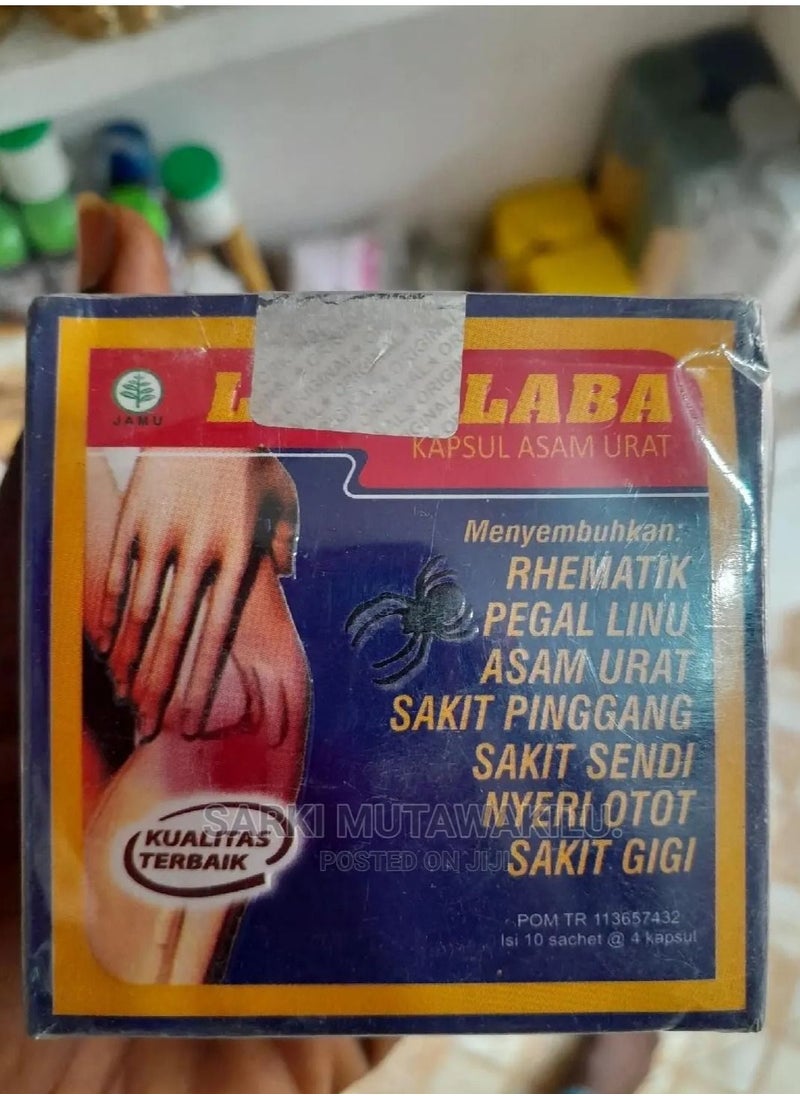 JAMU
LABA
KAPSUL ASAM URAT
Menyembuhkan:
RHEMATIK
PEGAL LINU
ASAM URAT
SAKIT PINGGANG
SAKIT SENDI
NYERI OTOT
SAKIT GIGI
KUALITAS
TERBAIK
SARKI MUTAWAKILU.
POSTED ON JIJI
POM TR 113657432
Isi 10 sachet @ 4 kapsul